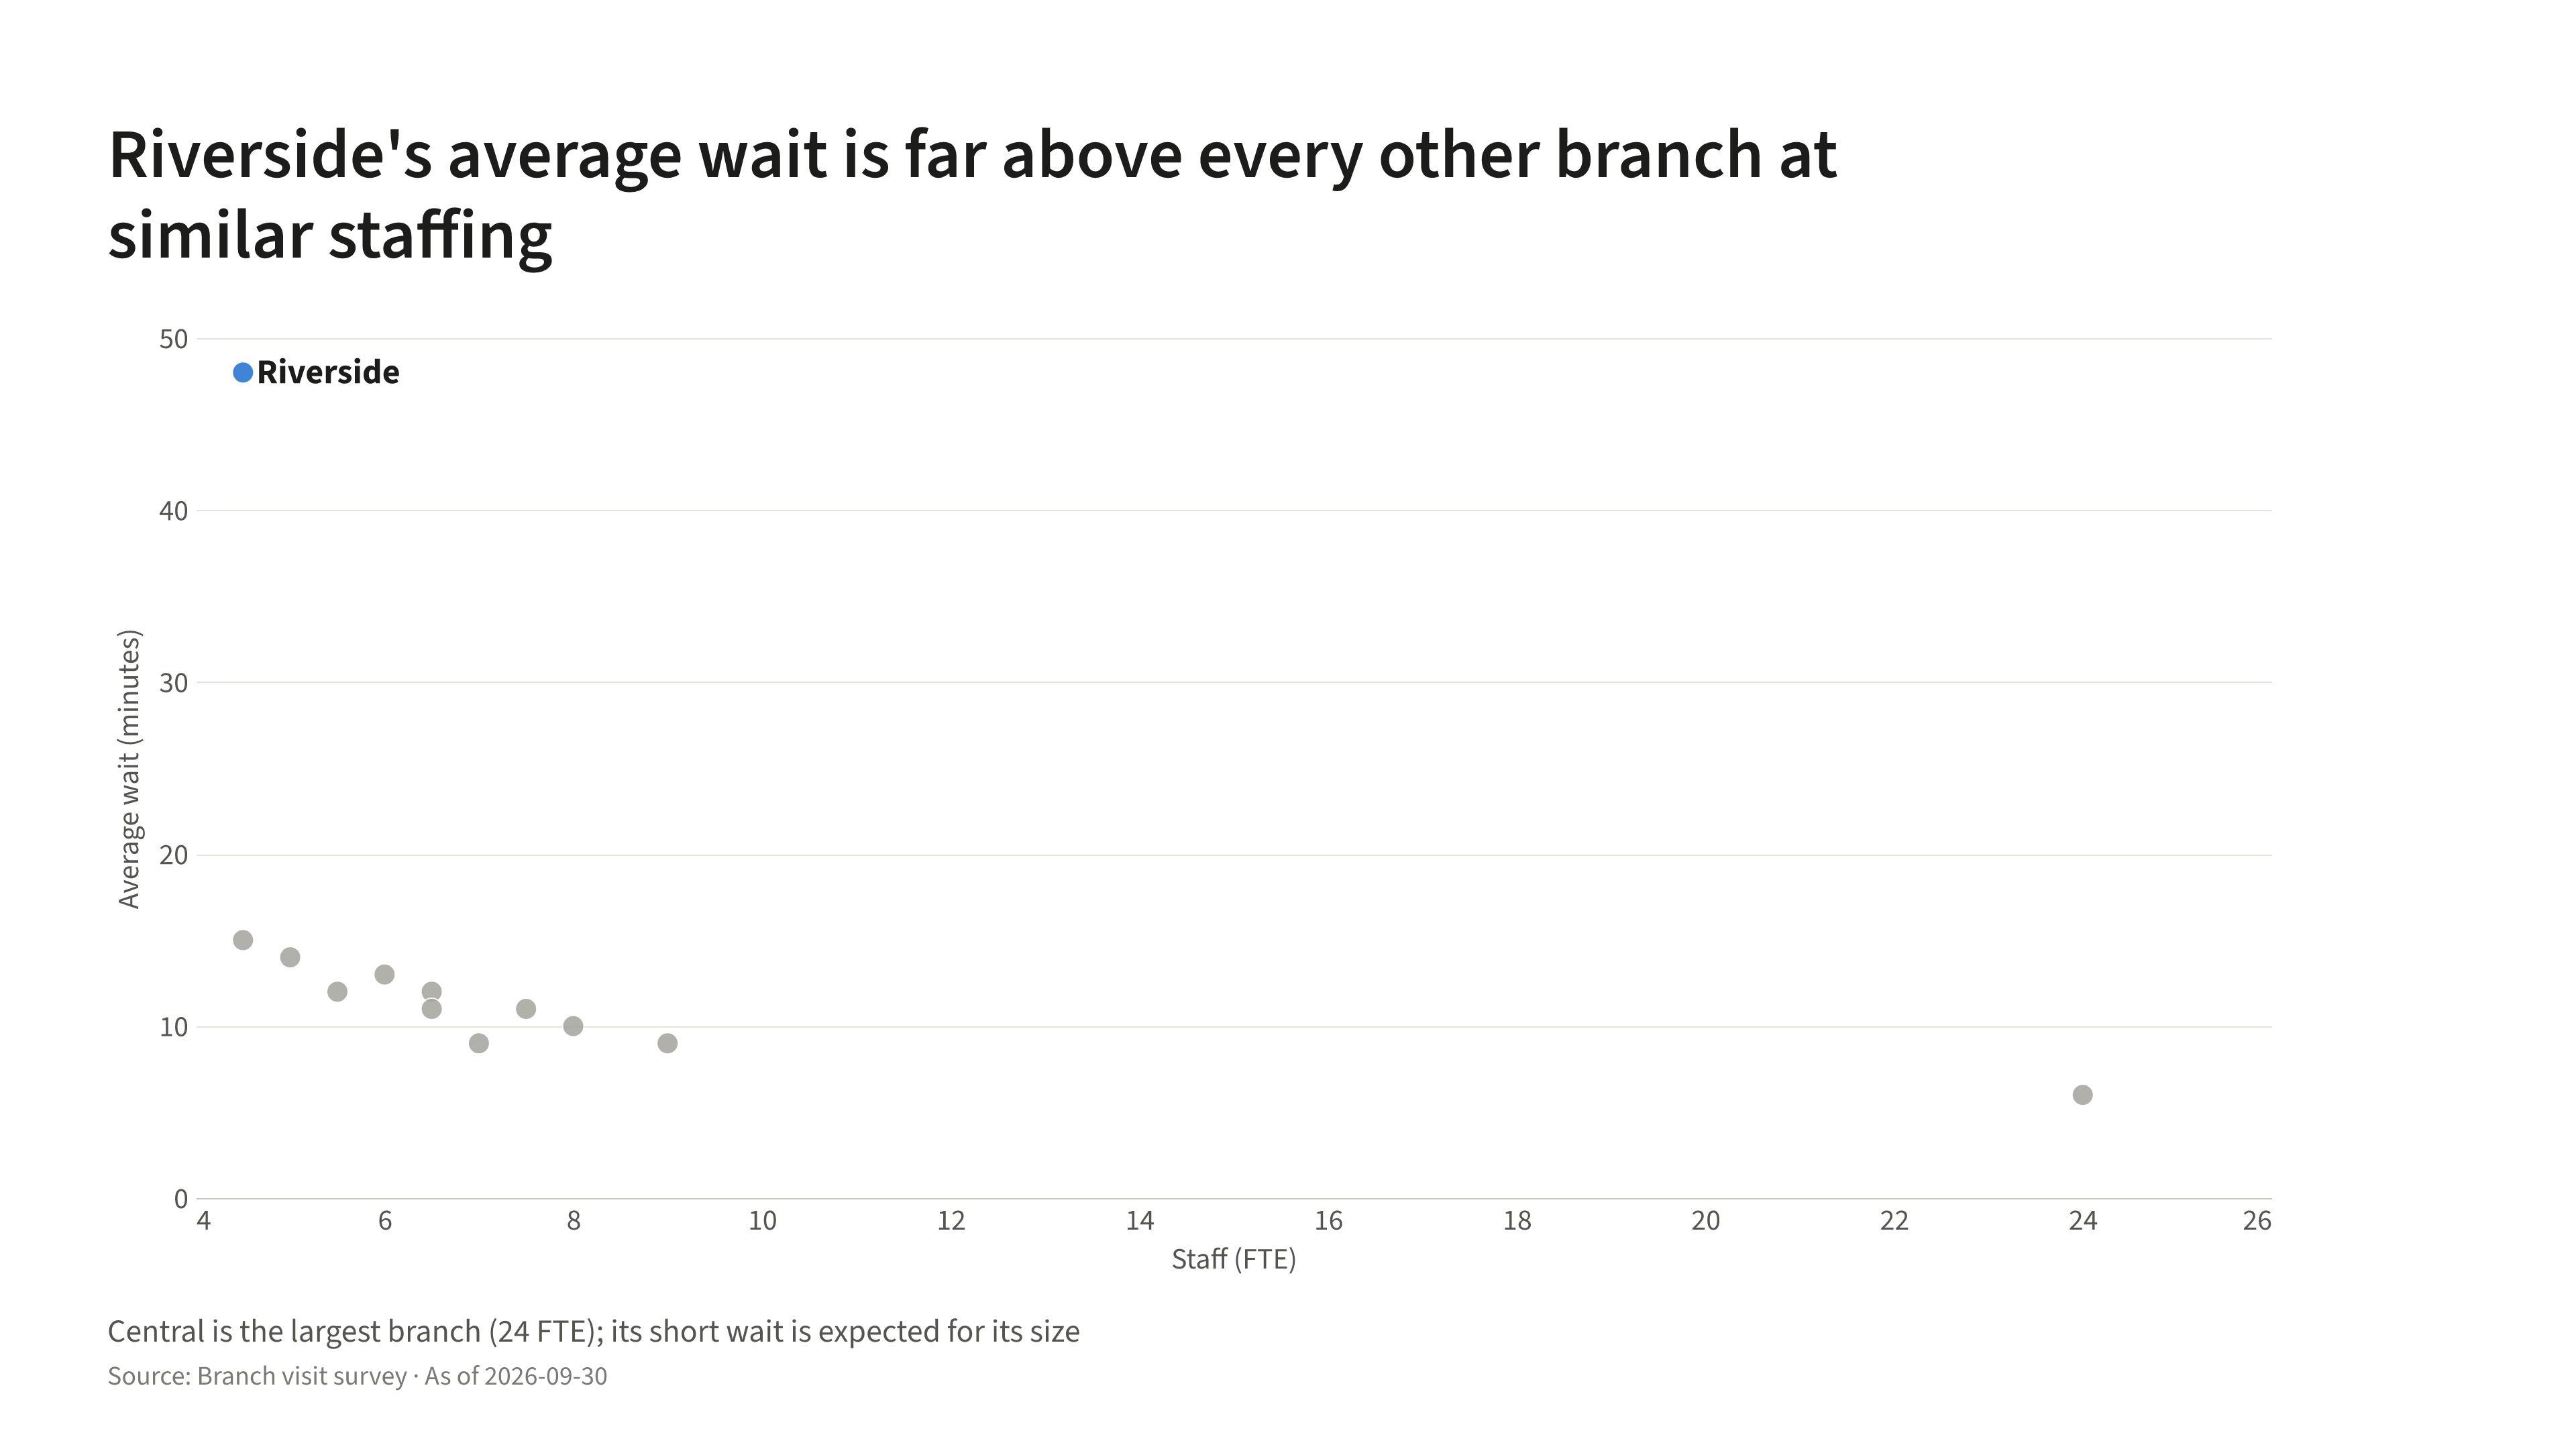 Riverside's average wait is far above every other branch at
similar staffing
50
Riverside
40
30
20
10
0
Average wait (minutes)
4 6 8 10 12 14 16 18 20 22 24 26
Staff (FTE)
Central is the largest branch (24 FTE); its short wait is expected for its size
Source: Branch visit survey · As of 2026-09-30